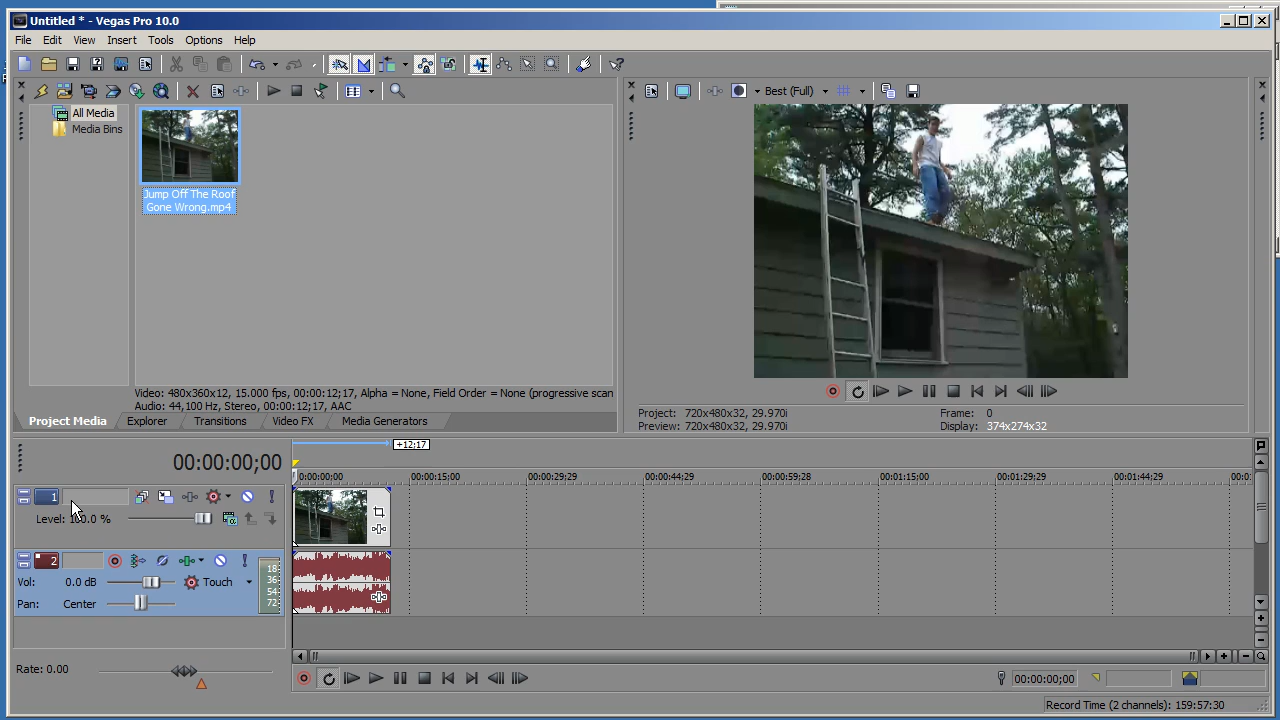 Untitled * - Vegas Pro 10.0
File Edit View Insert Tools Options Help
All Media
Media Bins
Jump Off The Roof
Gone Wrong.mp4
Best (Full)
Video: 480x360x12, 15.000 fps, 00:00:12;17, Alpha = None, Field Order = None (progressive scan
Audio: 44,100 Hz, Stereo, 00:00:12;17, AAC
Project Media Explorer Transitions Video FX Media Generators
Project: 720x480x32, 29.970i Frame: 0
Preview: 720x480x32, 29.970i Display: 374x274x32
+12;17
00:00:00;00
0:00:00;00 00:00:15;00 00:00:29;29 00:00:44;29 00:00:59;28 00:01:15;00 00:01:29;29 00:01:44;29 00:0
1
Level: 100.0 %
2
Vol: 0.0 dB Touch
Pan: Center
18
36
54
72
Rate: 0.00
00:00:00;00
Record Time (2 channels): 159:57:30